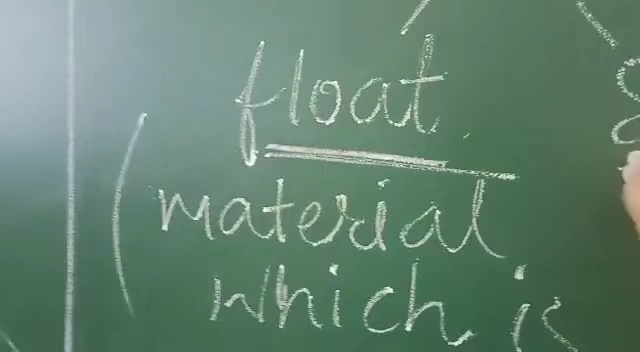 float
(material
which is